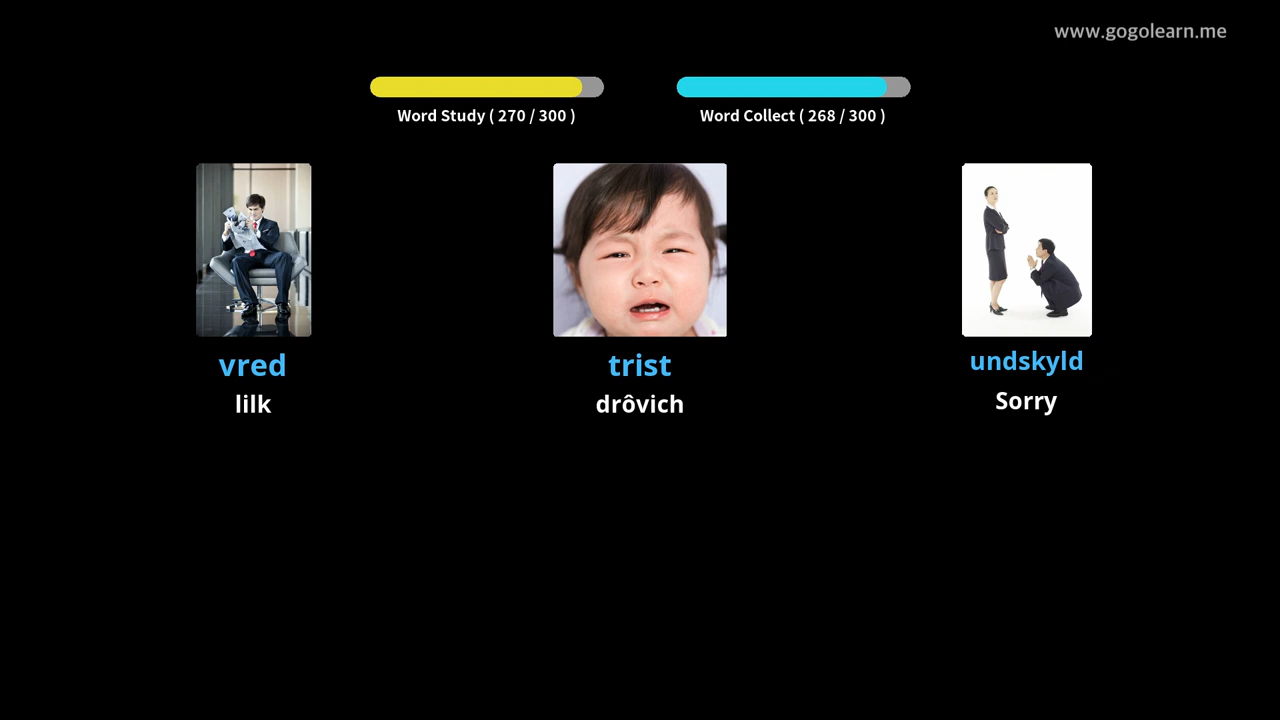 www.gogolearn.me
Word Study ( 270 / 300 )
Word Collect ( 268 / 300 )
vred
trist
undskyld
lilk
drôvich
Sorry